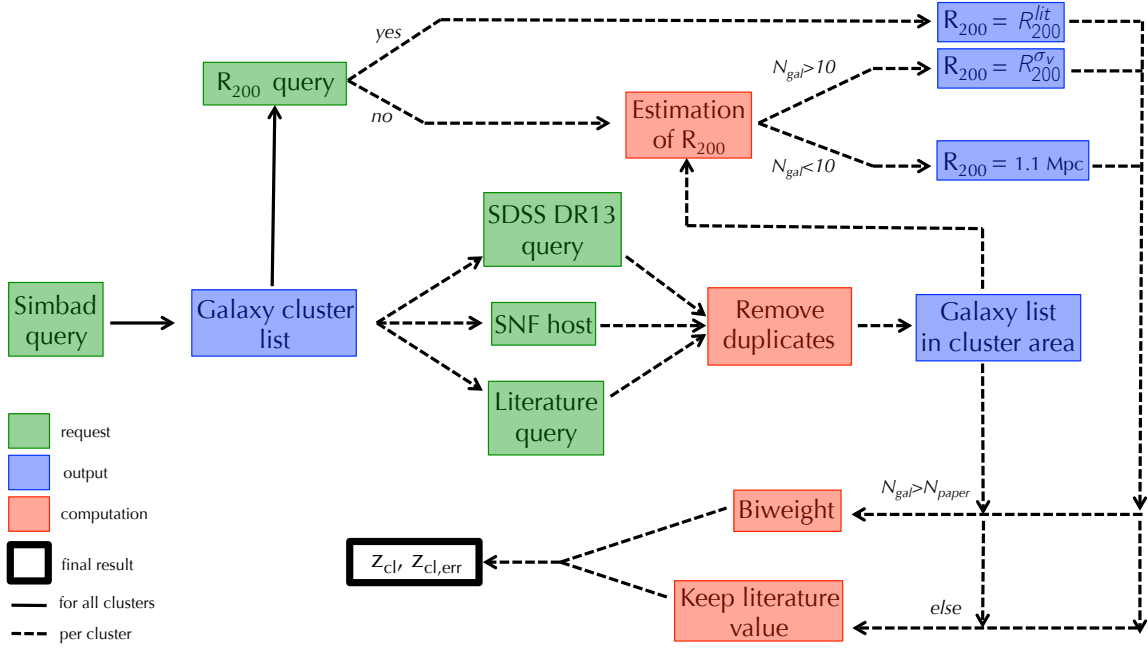 yes
R200 = R200^lit
R200 query
Ngal>10
R200 = R200^σv
no
Estimation
of R200
Ngal<10
R200 = 1.1 Mpc
SDSS DR13
query
Simbad
query
Galaxy cluster
list
SNF host
Remove
duplicates
Galaxy list
in cluster area
Literature
query
request
output
computation
final result
for all clusters
per cluster
Ngal>Npaper
Biweight
zcl, zcl,err
else
Keep literature
value